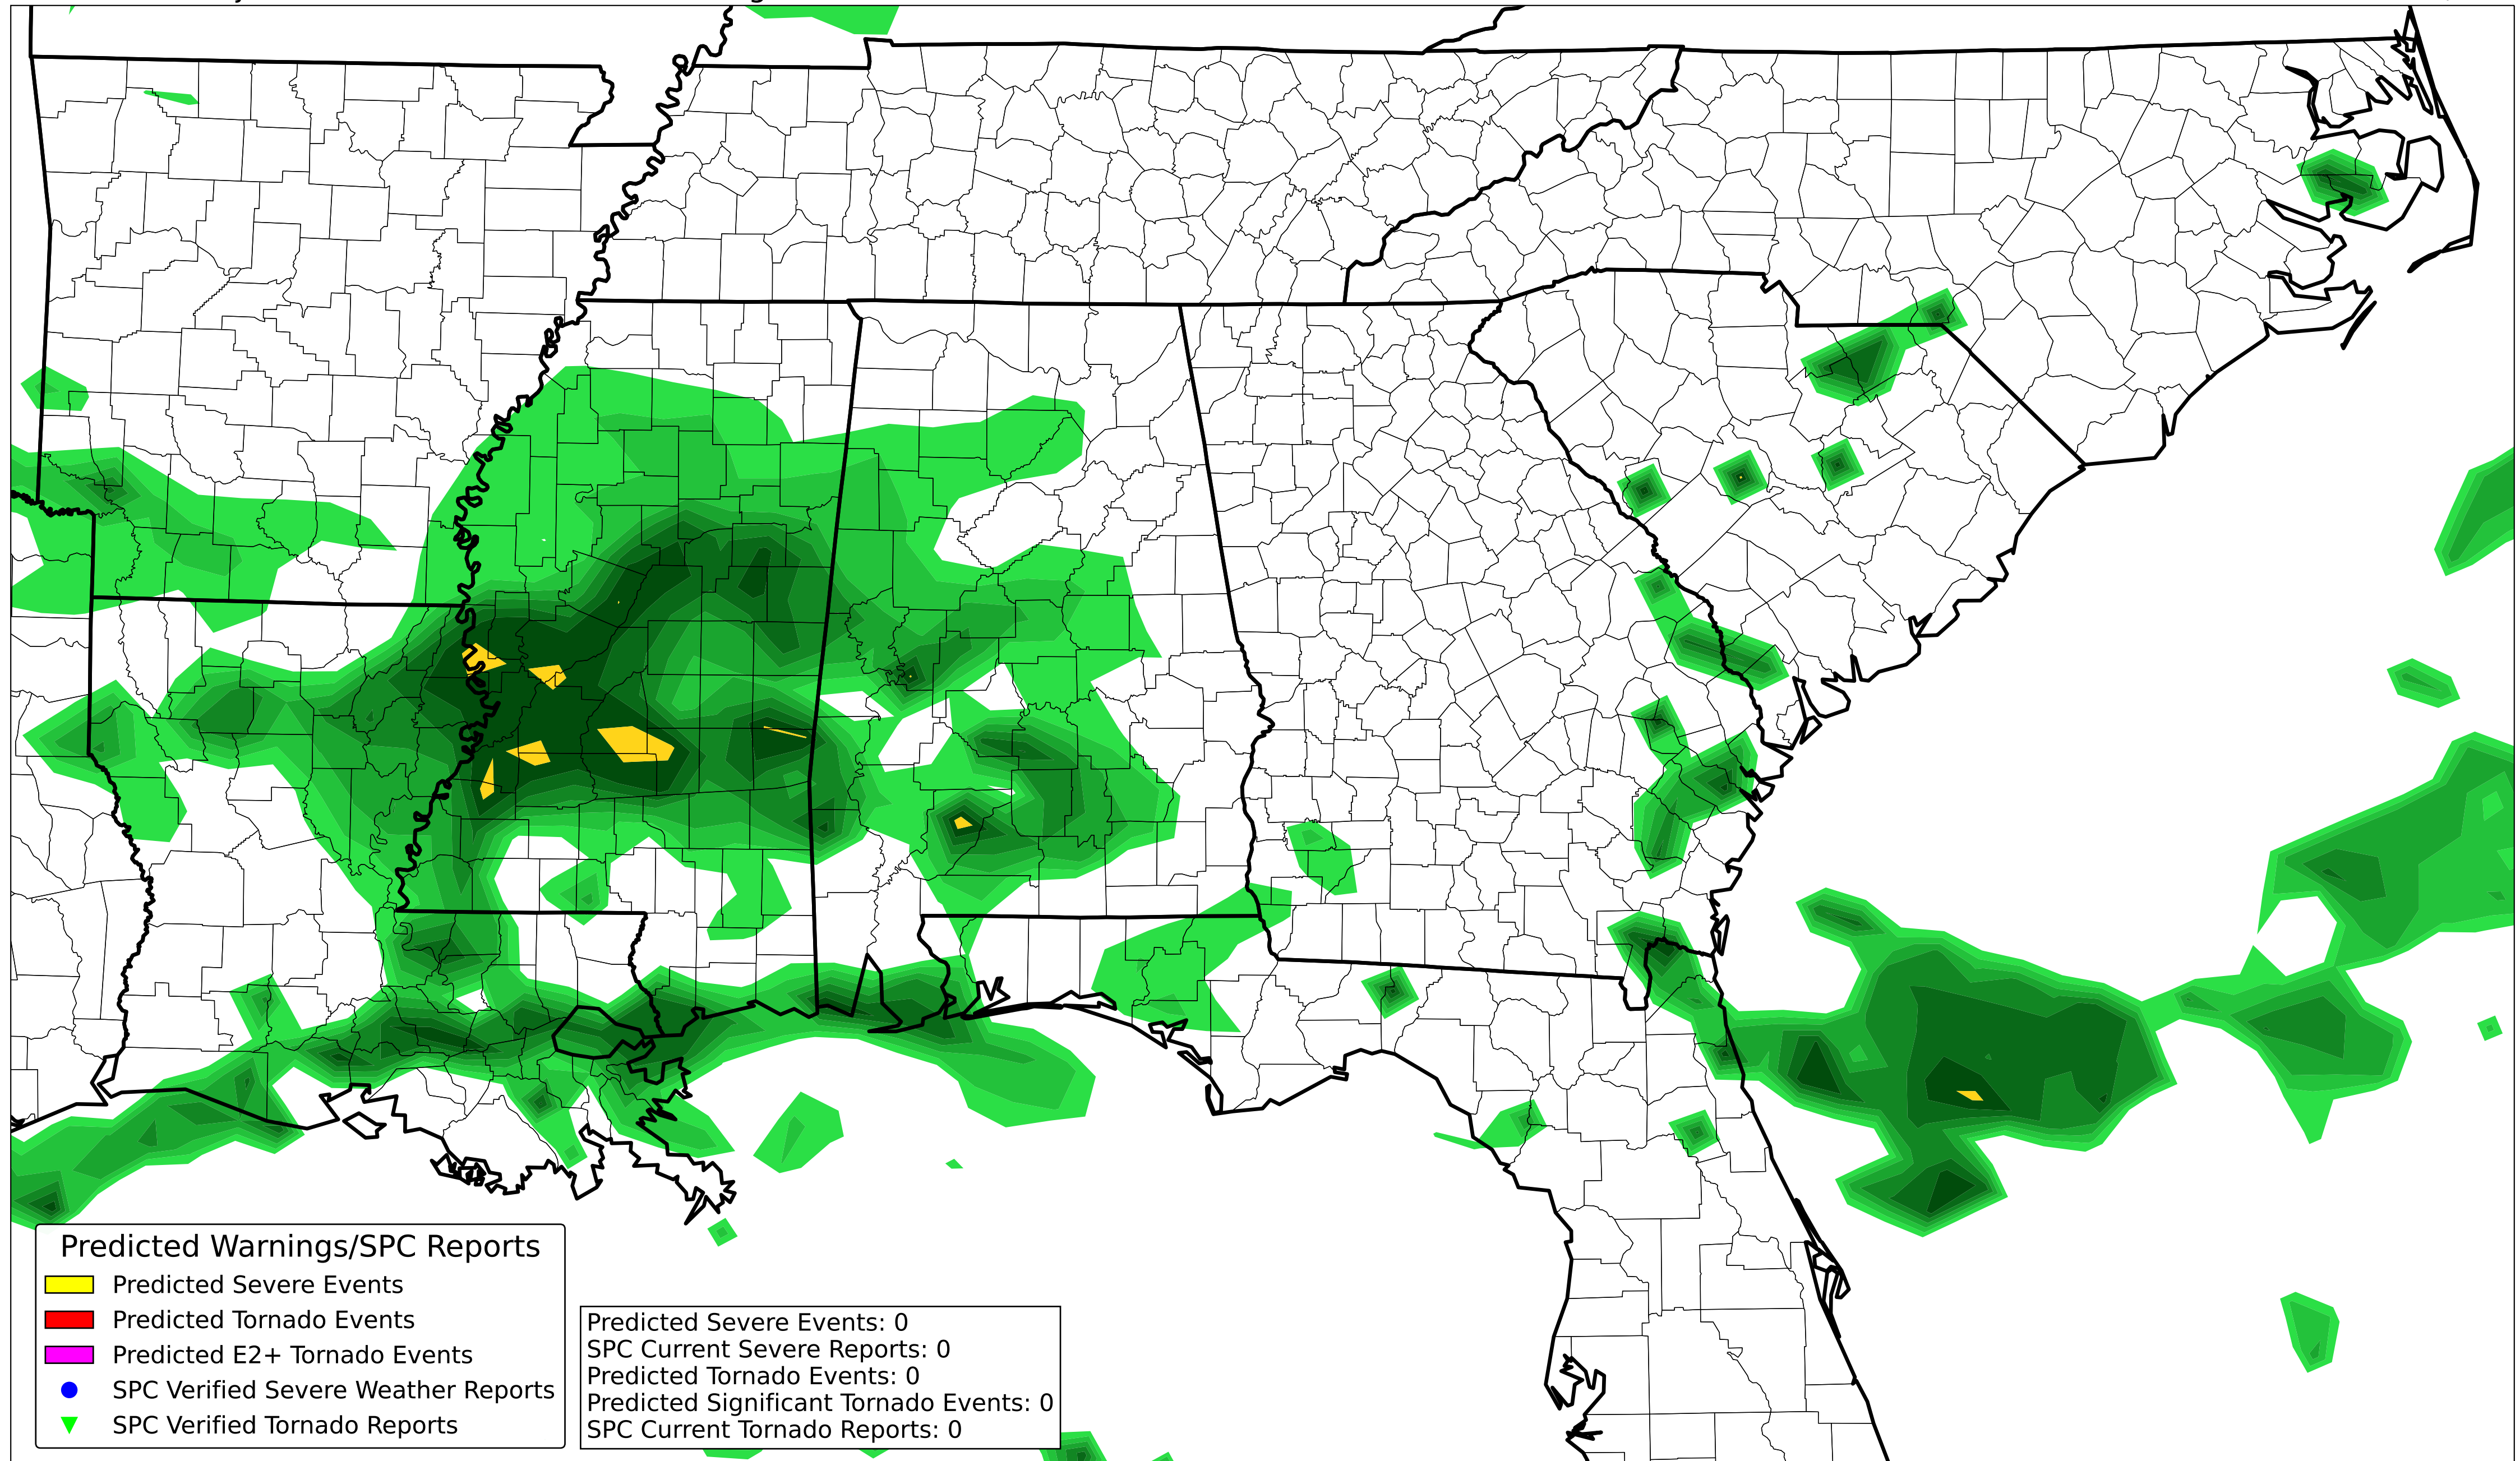 Predicted Warnings/SPC Reports
Predicted Severe Events
Predicted Tornado Events
Predicted E2+ Tornado Events
SPC Verified Severe Weather Reports
SPC Verified Tornado Reports
Predicted Severe Events: 0
SPC Current Severe Reports: 0
Predicted Tornado Events: 0
Predicted Significant Tornado Events: 0
SPC Current Tornado Reports: 0